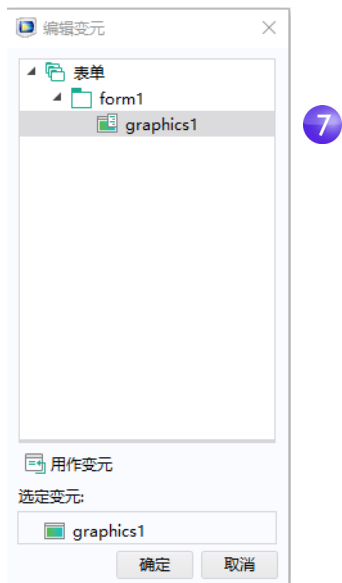 编辑变元
表单
form1
graphics1
7
用作变元
选定变元:
graphics1
确定
取消